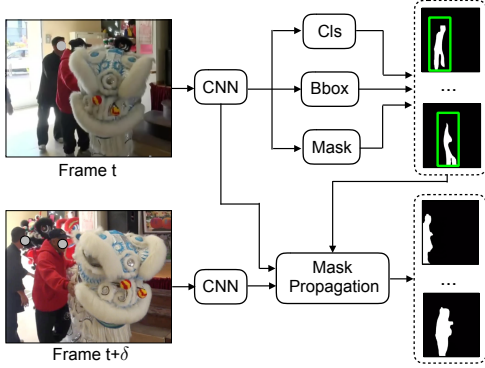 Cls
CNN
Bbox
...
Mask
Frame t
CNN
Mask
Propagation
...
Frame t+δ